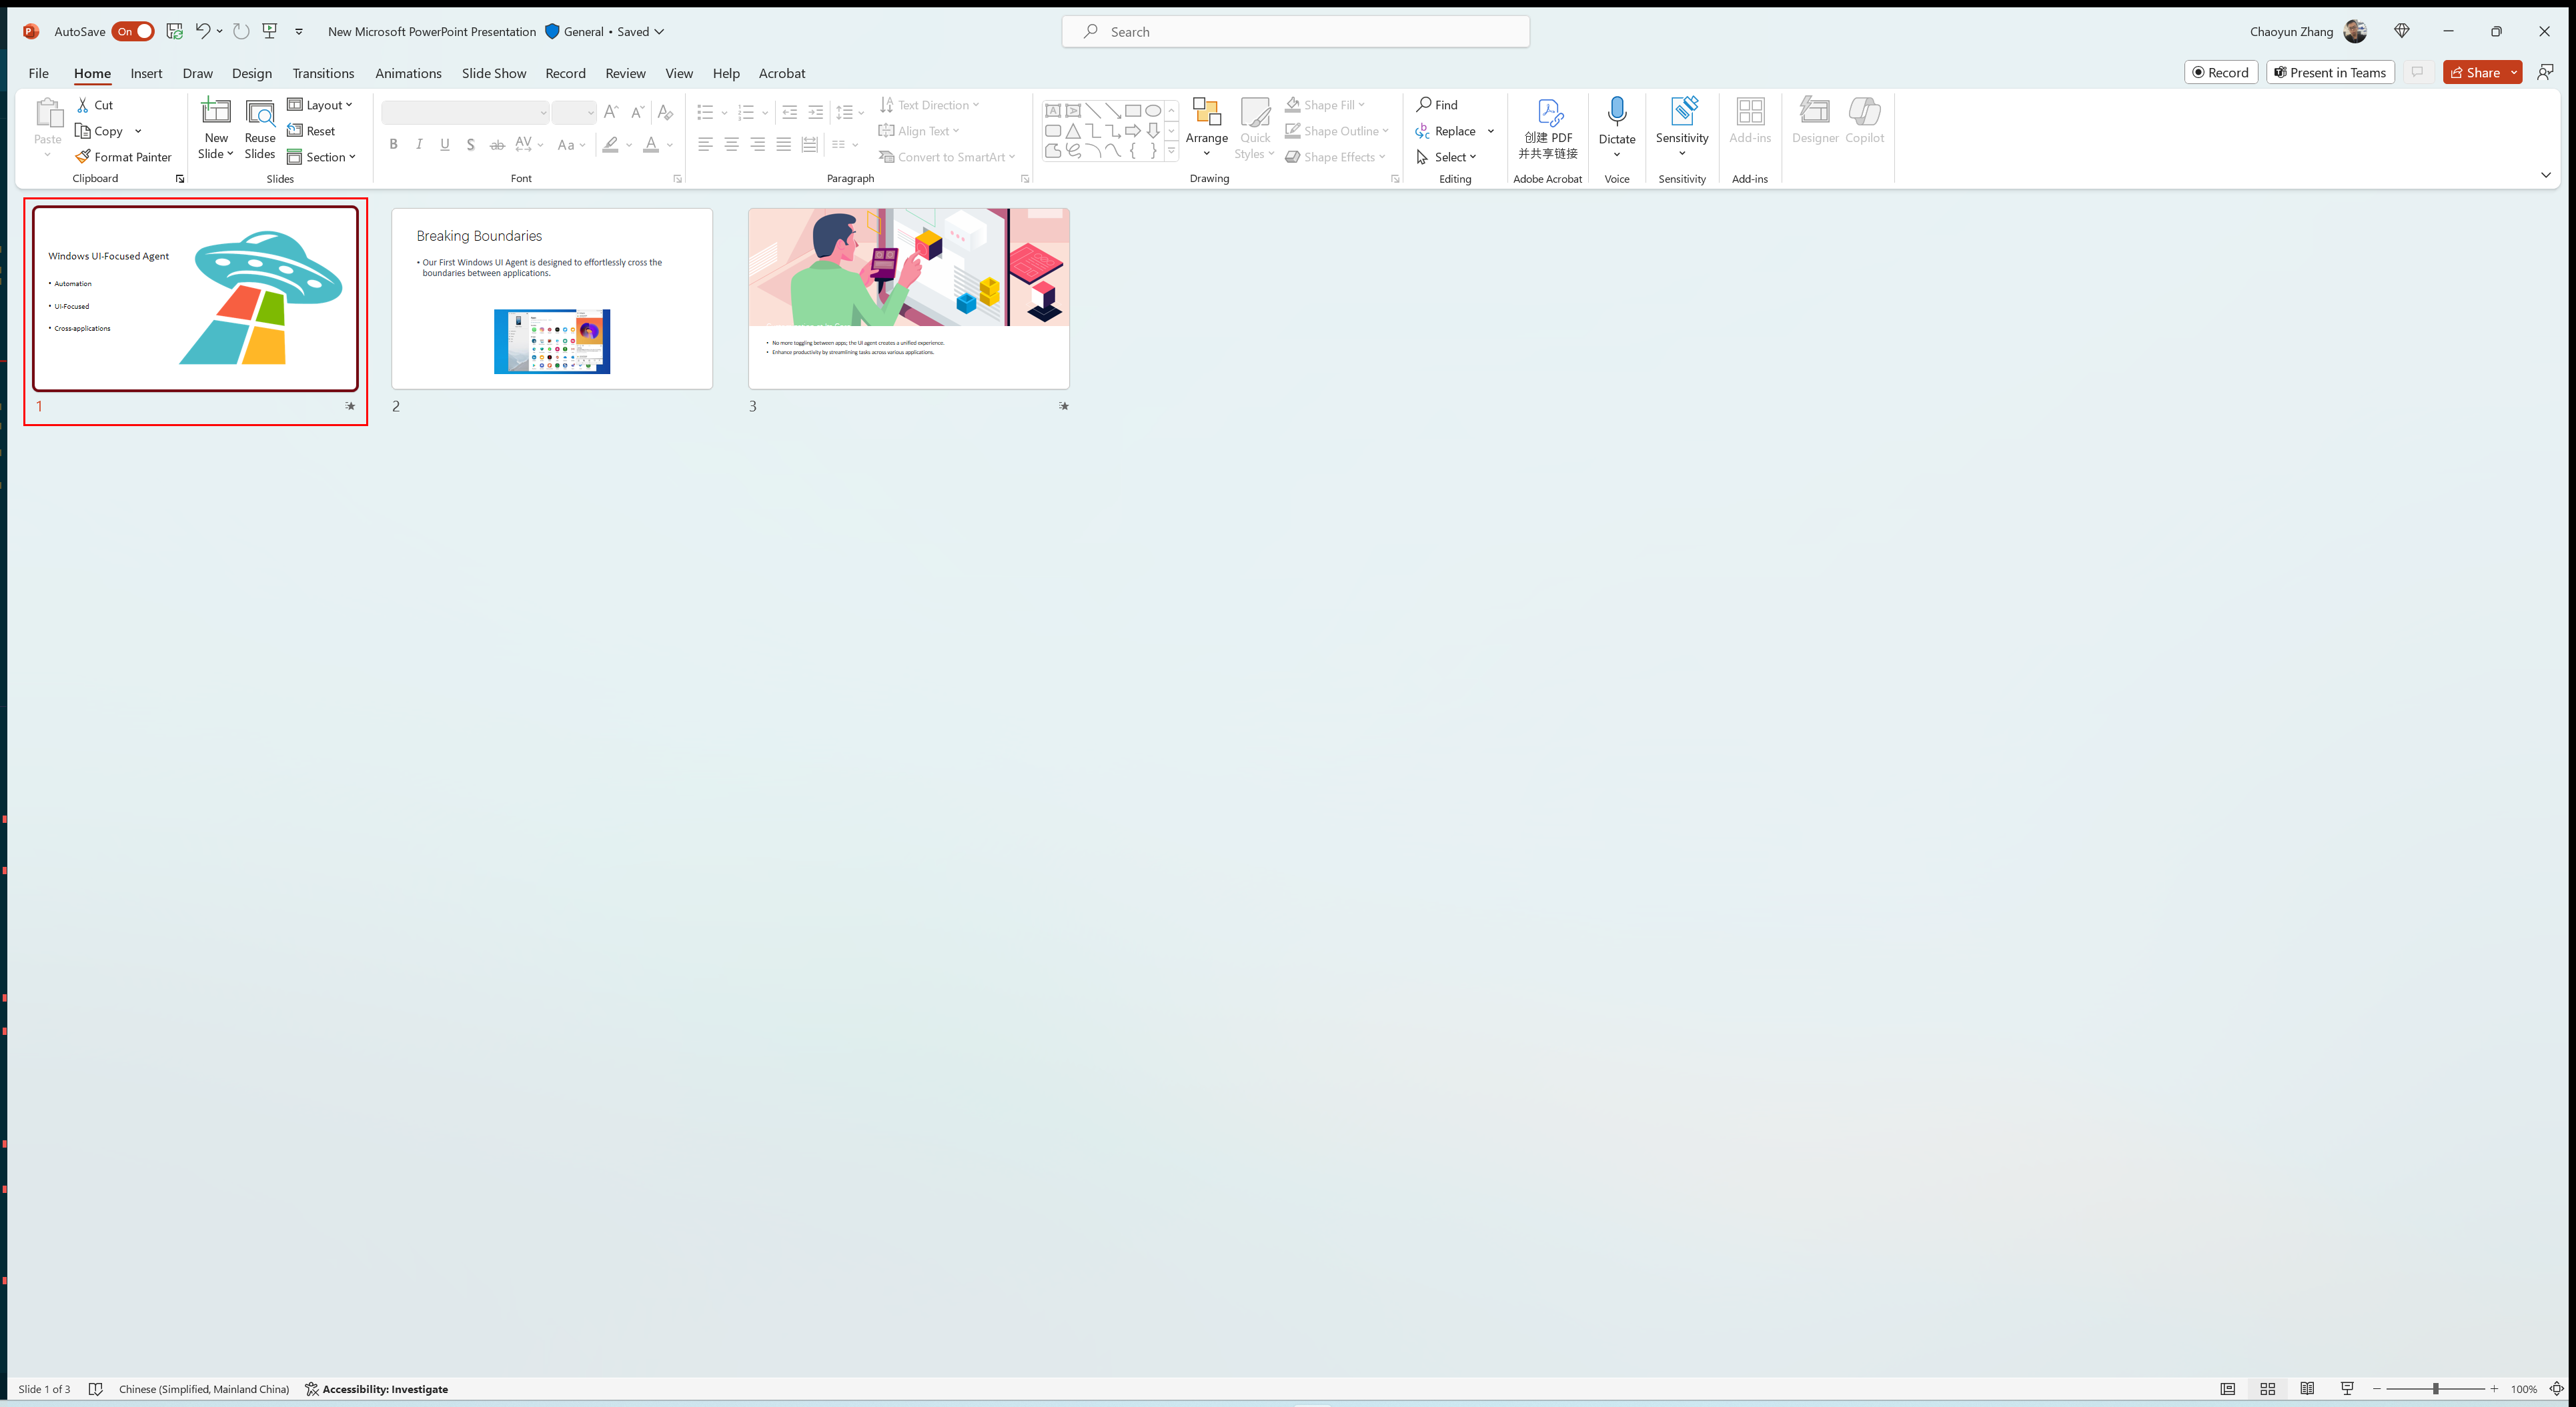 AutoSave On New Microsoft PowerPoint Presentation General • Saved Search Chaoyun Zhang
File Home Insert Draw Design Transitions Animations Slide Show Record Review View Help Acrobat Record Present in Teams Share
Paste
Cut
Copy
Format Painter
Clipboard
New Slide
Reuse Slides
Layout
Reset
Section
Slides
B I U S ab AV Aa A
Font
Text Direction
Align Text
Convert to SmartArt
Paragraph
Arrange
Quick Styles
Shape Fill
Shape Outline
Shape Effects
Drawing
Find
Replace
Select
Editing
创建 PDF
并共享链接
Adobe Acrobat
Dictate
Voice
Sensitivity
Sensitivity
Add-ins
Add-ins
Designer
Copilot
Windows UI-Focused Agent
• Automation
• UI-Focused
• Cross-applications
1
Breaking Boundaries
• Our First Windows UI Agent is designed to effortlessly cross the
boundaries between applications.
2
• No more toggling between apps; the UI agent creates a unified experience.
• Enhance productivity by streamlining tasks across various applications.
3
Slide 1 of 3 Chinese (Simplified, Mainland China) Accessibility: Investigate 100%